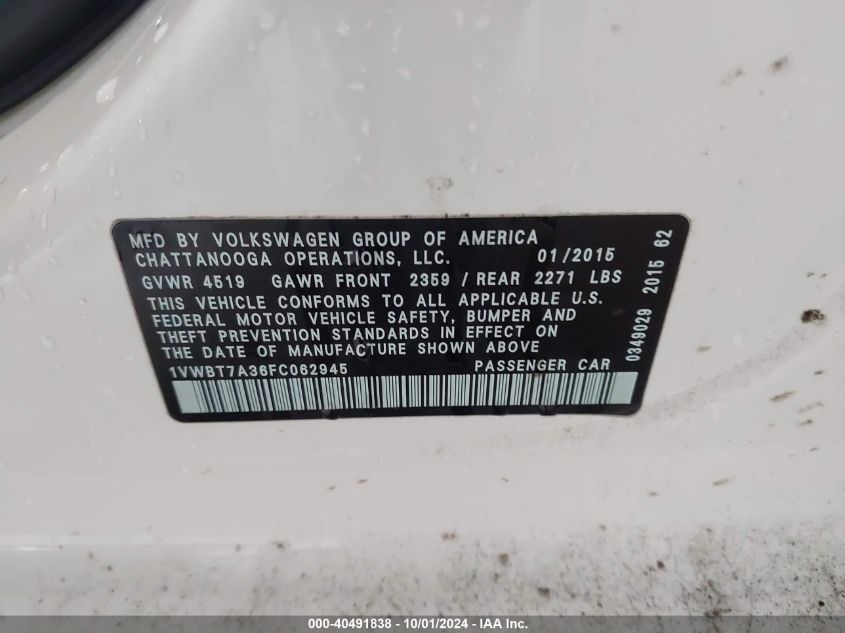 MFD BY VOLKSWAGEN GROUP OF AMERICA
CHATTANOOGA OPERATIONS, LLC. 01/2015
GVWR 4519 GAWR FRONT 2359 / REAR 2271 LBS
THIS VEHICLE CONFORMS TO ALL APPLICABLE U.S.
FEDERAL MOTOR VEHICLE SAFETY, BUMPER AND
THEFT PREVENTION STANDARDS IN EFFECT ON
THE DATE OF MANUFACTURE SHOWN ABOVE
1VWBT7A36FC062945 PASSENGER CAR
0349029 2015 62
000-40491838 - 10/01/2024 - IAA Inc.